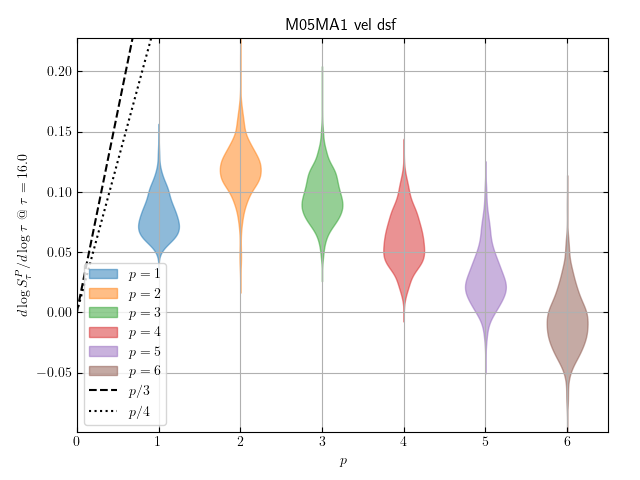 M05MA1 vel dsf
d log S_τ^P / d log τ @ τ = 16.0
0.20
0.15
0.10
0.05
0.00
−0.05
p = 1
p = 2
p = 3
p = 4
p = 5
p = 6
p/3
p/4
0 1 2 3 4 5 6
p